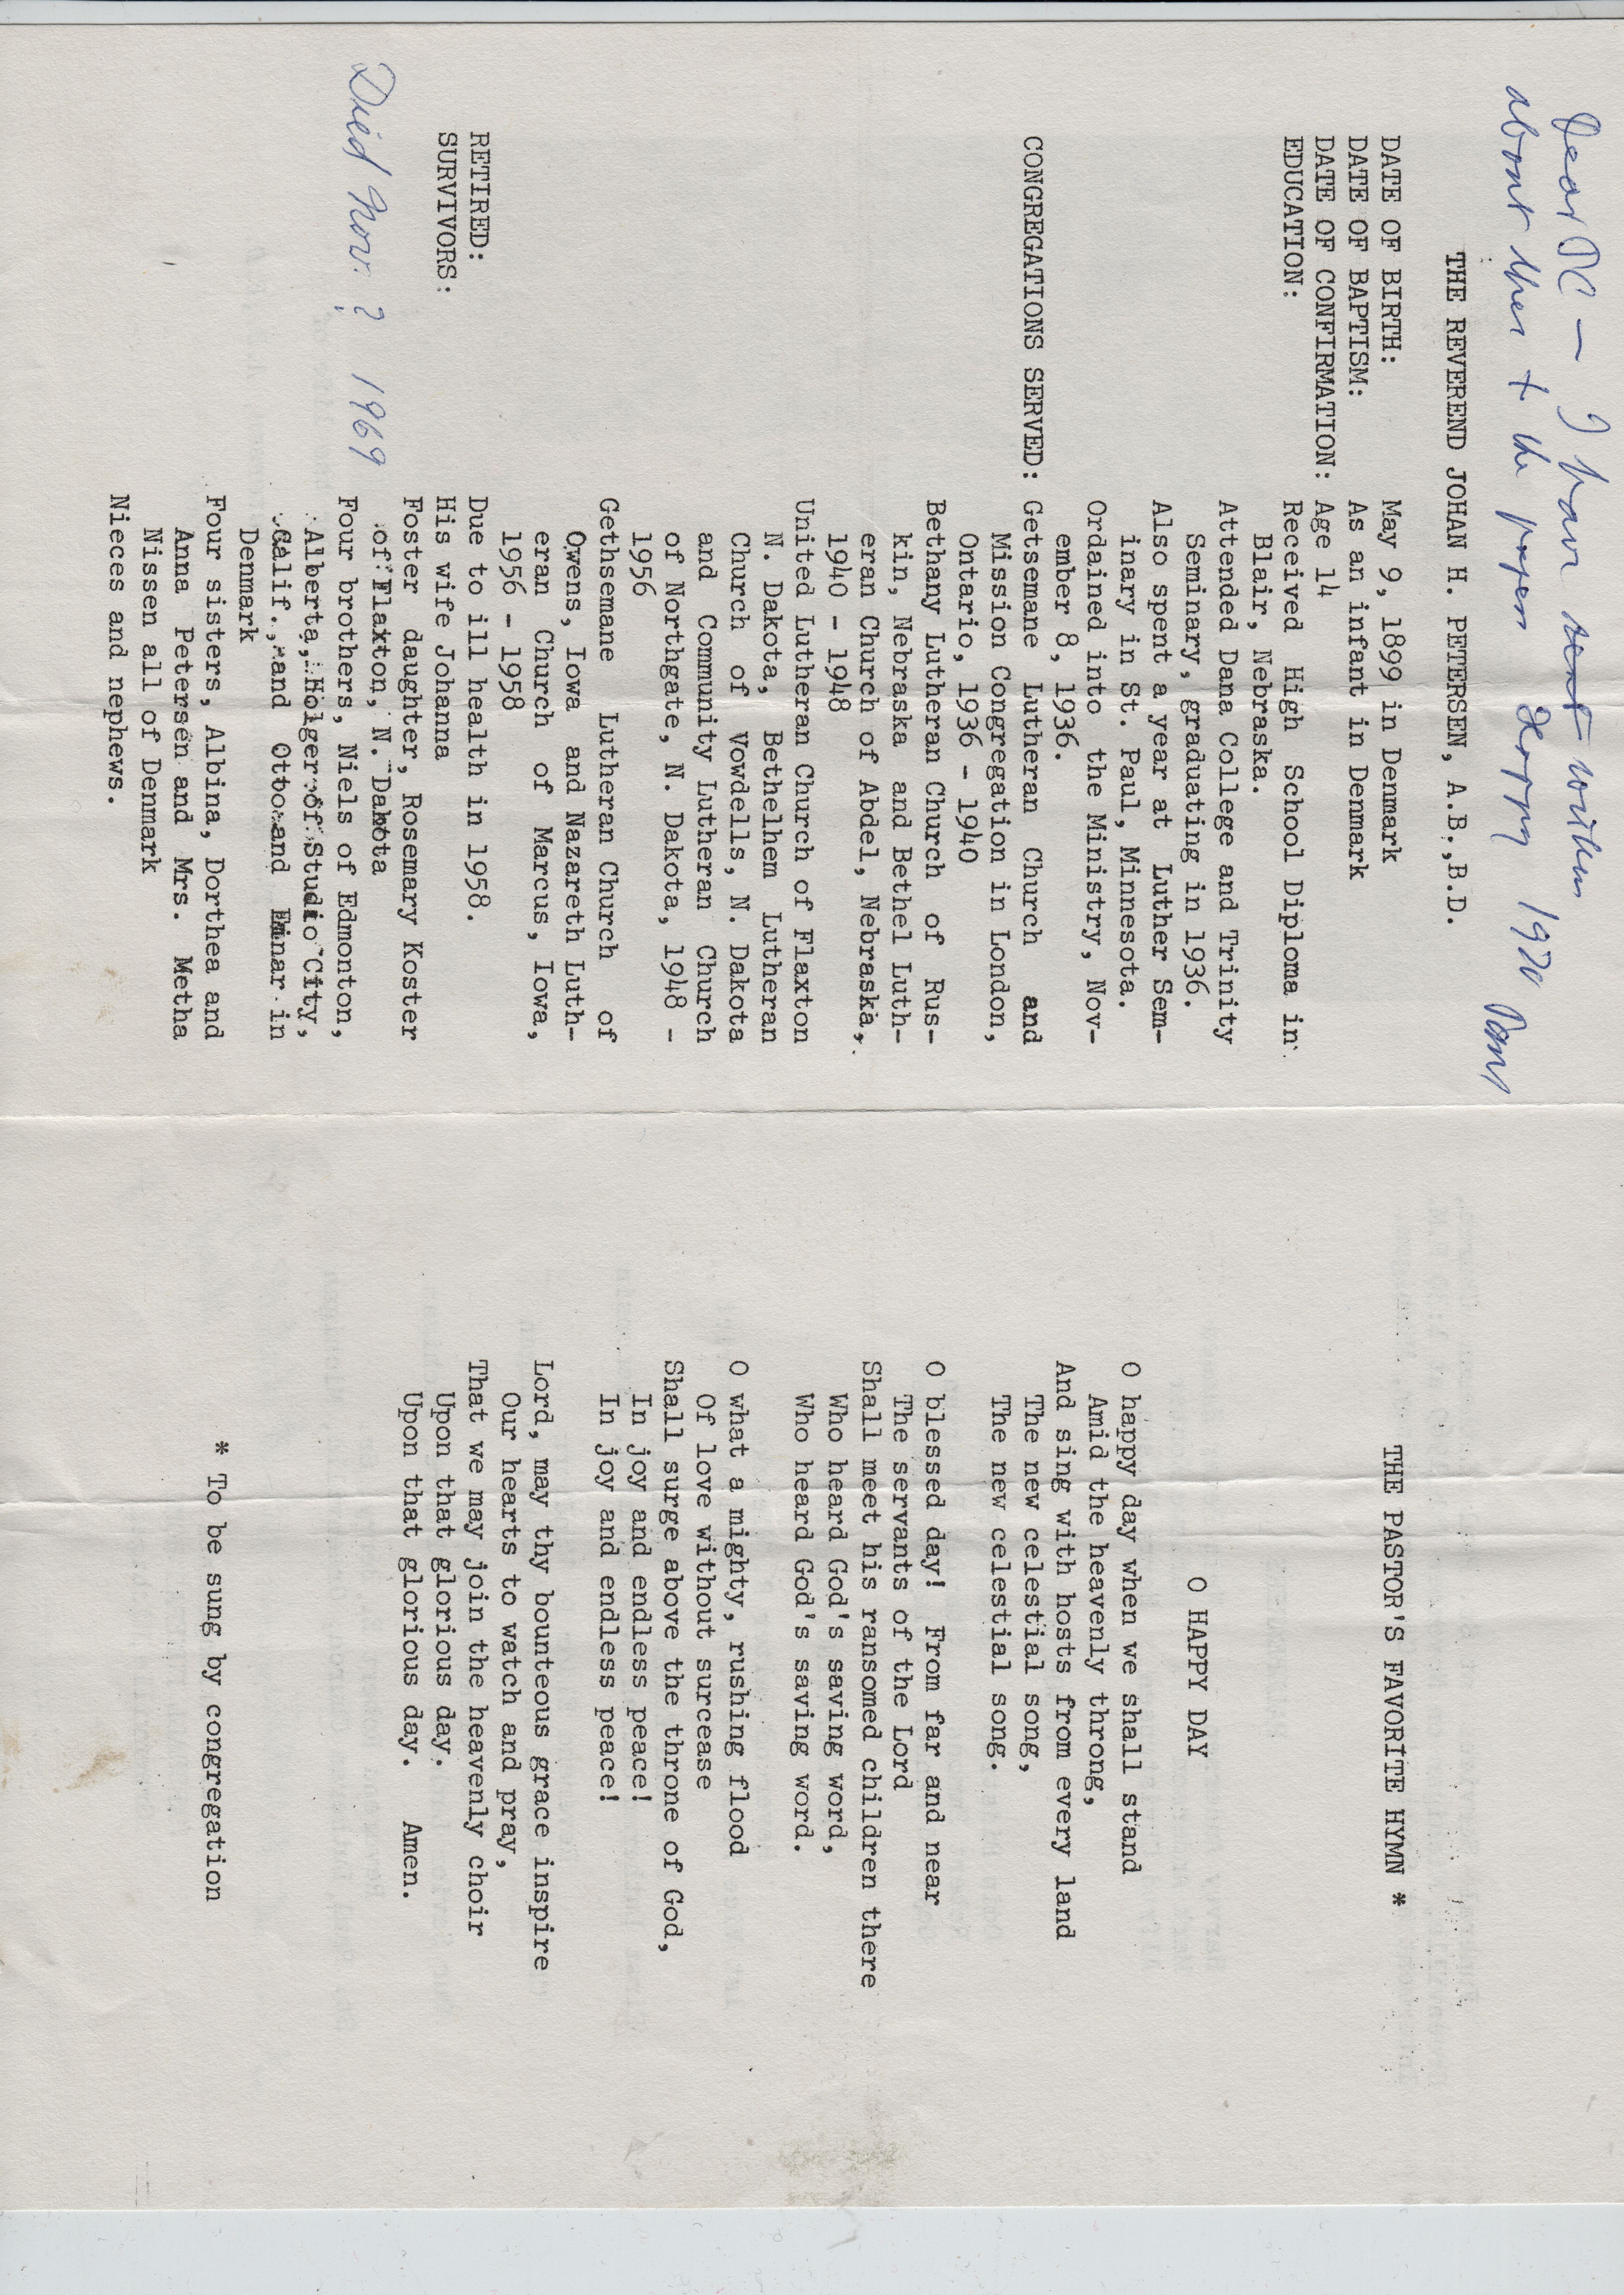 Dear PC – I have sent written
about then + the paper Happy 1970
THE REVEREND JOHAN H. PETERSEN, A.B.,B.D.
DATE OF BIRTH: May 9, 1899 in Denmark
DATE OF BAPTISM: As an infant in Denmark
DATE OF CONFIRMATION: Age 14
EDUCATION: Received High School Diploma in
Blair, Nebraska.
Attended Dana College and Trinity
Seminary, graduating in 1936.
Also spent a year at Luther Sem-
inary in St. Paul, Minnesota.
Ordained into the Ministry, Nov-
ember 8, 1936.
CONGREGATIONS SERVED: Getsemane Lutheran Church and
Mission Congregation in London,
Ontario, 1936 - 1940
Bethany Lutheran Church of Rus-
kin, Nebraska and Bethel Luth-
eran Church of Abdel, Nebraska,
1940 - 1948
United Lutheran Church of Flaxton
N. Dakota, Bethelhem Lutheran
Church of Vowdells, N. Dakota
and Community Lutheran Church
of Northgate, N. Dakota, 1948 -
1956
Gethsemane Lutheran Church of
Owens, Iowa and Nazareth Luth-
eran Church of Marcus, Iowa,
1956 - 1958
RETIRED: Due to ill health in 1958.
SURVIVORS: His wife Johanna
Foster daughter, Rosemary Koster
of Flaxton, N. Dakota
Four brothers, Niels of Edmonton,
Alberta, Holger of Studio City,
Calif., and Otto and Einar in
Denmark
Four sisters, Albina, Dorthea and
Anna Petersen and Mrs. Metha
Nissen all of Denmark
Nieces and nephews.
Died Nov. ? 1969
THE PASTOR'S FAVORITE HYMN *
O HAPPY DAY
O happy day when we shall stand
Amid the heavenly throng,
And sing with hosts from every land
The new celestial song,
The new celestial song.
O blessed day! From far and near
The servants of the Lord
Shall meet his ransomed children there
Who heard God's saving word,
Who heard God's saving word.
O what a mighty, rushing flood
Of love without surcease
Shall surge above the throne of God,
In joy and endless peace!
In joy and endless peace!
Lord, may thy bounteous grace inspire
Our hearts to watch and pray,
That we may join the heavenly choir
Upon that glorious day.
Upon that glorious day. Amen.
* To be sung by congregation